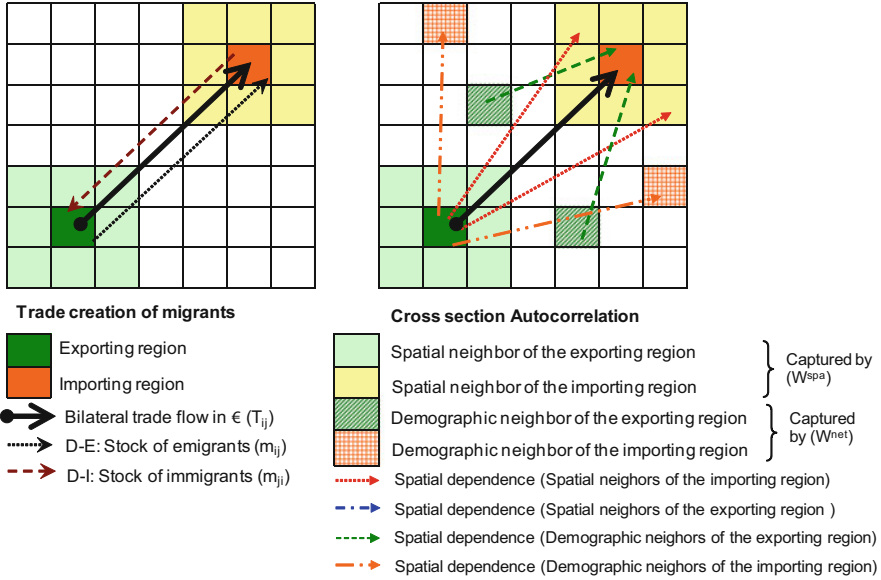 Trade creation of migrants
Exporting region
Importing region
Bilateral trade flow in € (Tij)
D-E: Stock of emigrants (mij)
D-I: Stock of immigrants (mji)
Cross section Autocorrelation
Spatial neighbor of the exporting region
Spatial neighbor of the importing region
Captured by
(Wspa)
Demographic neighbor of the exporting region
Demographic neighbor of the importing region
Captured
by (Wnet)
Spatial dependence (Spatial neighors of the importing region)
Spatial dependence (Spatial neighors of the exporting region )
Spatial dependence (Demographic neighors of the exporting region)
Spatial dependence (Demographic neighors of the importing region)